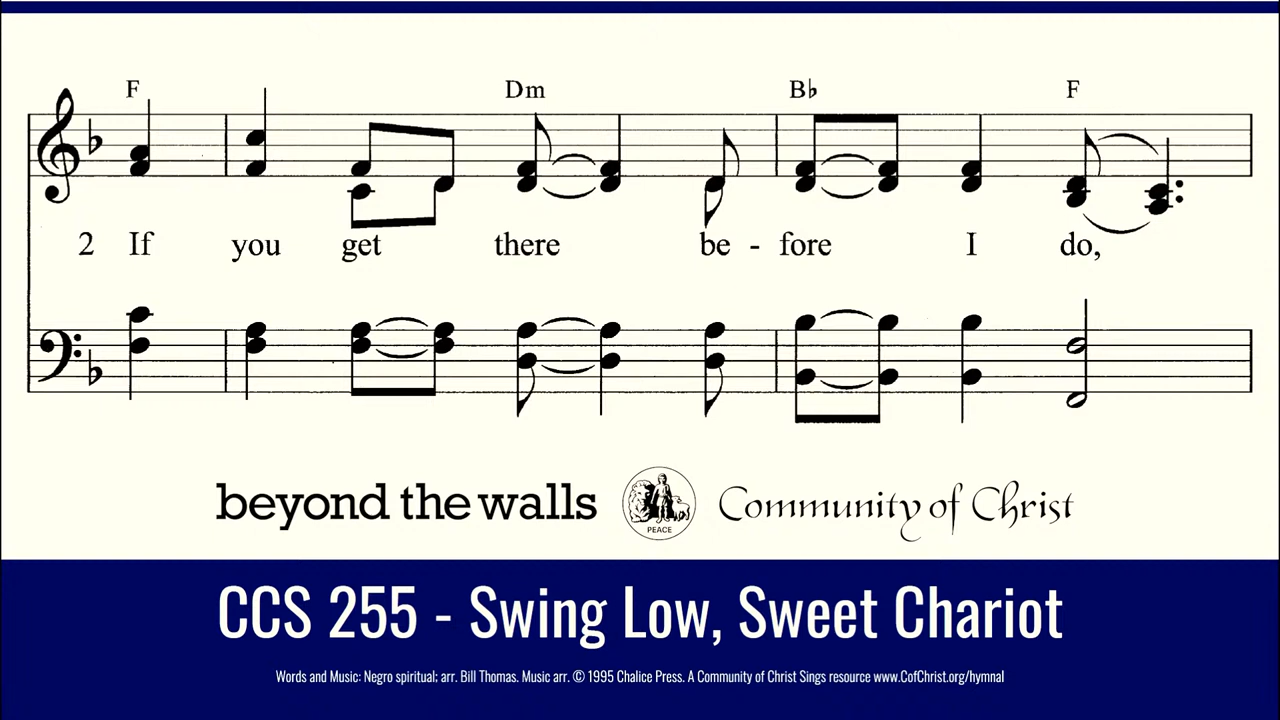 F Dm B♭ F
2 If you get there be - fore I do,
beyond the walls PEACE Community of Christ
CCS 255 - Swing Low, Sweet Chariot
Words and Music: Negro spiritual; arr. Bill Thomas. Music arr. © 1995 Chalice Press. A Community of Christ Sings resource www.CofChrist.org/hymnal